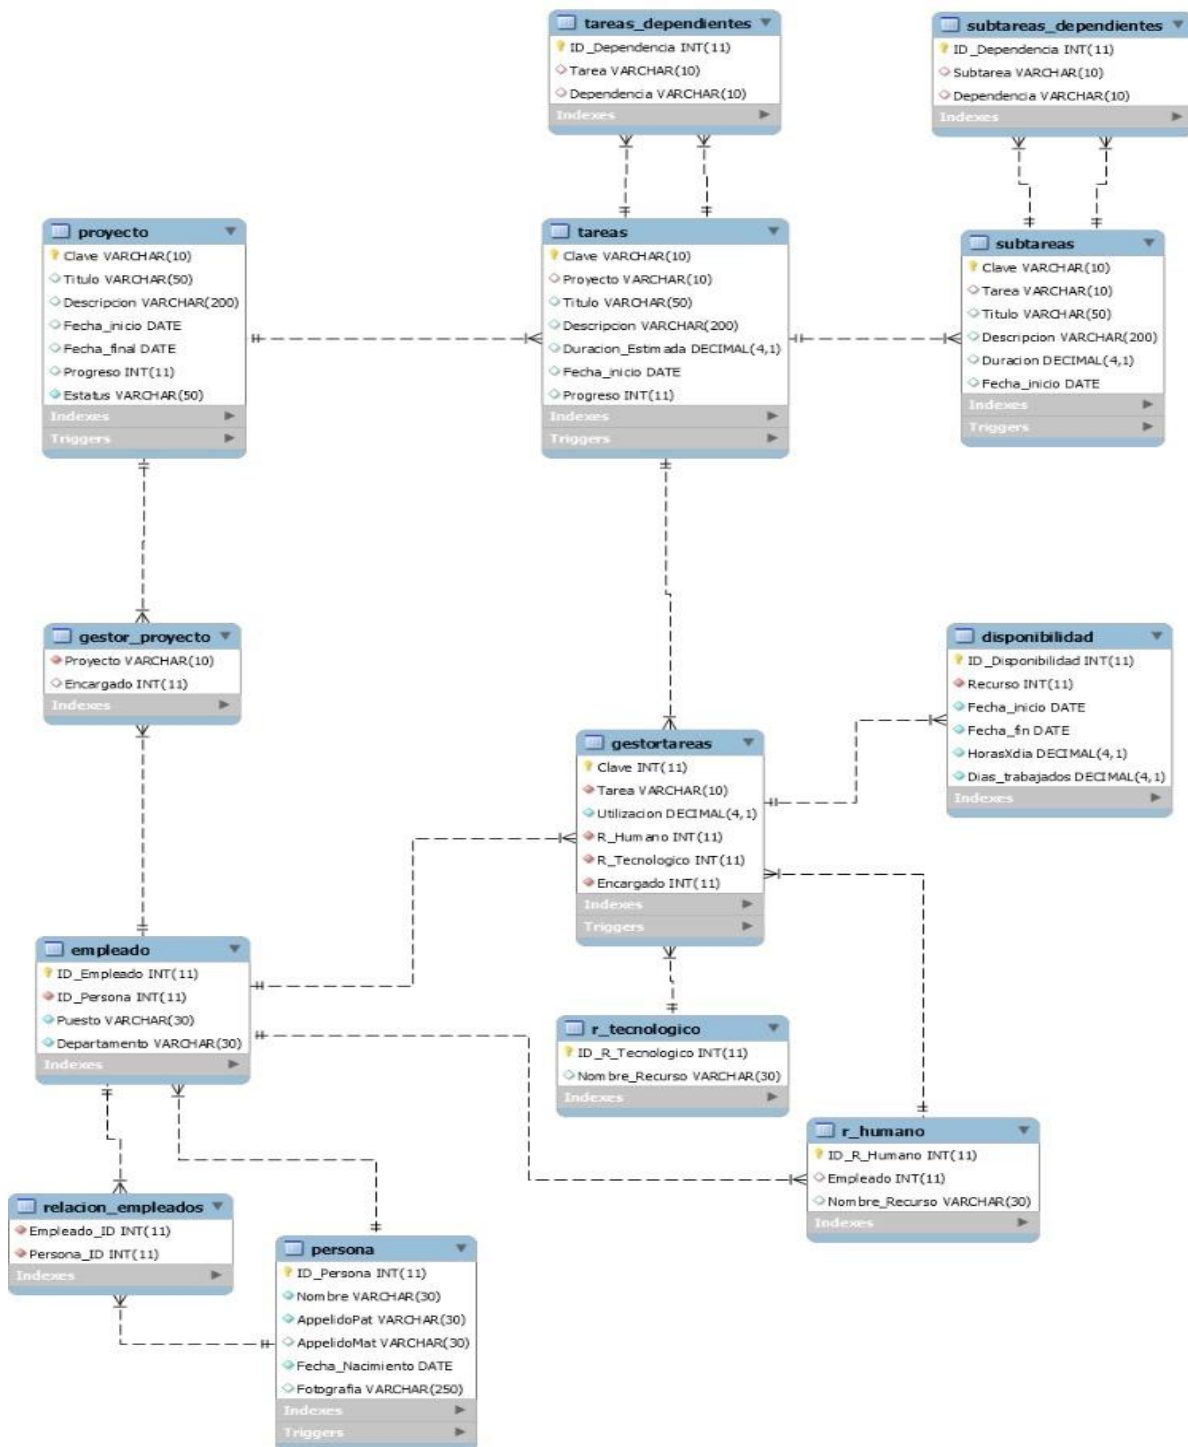 tareas_dependientes
ID_Dependencia INT(11)
Tarea VARCHAR(10)
Dependencia VARCHAR(10)
Indexes
subtareas_dependientes
ID_Dependencia INT(11)
Subtarea VARCHAR(10)
Dependencia VARCHAR(10)
Indexes
proyecto
Clave VARCHAR(10)
Titulo VARCHAR(50)
Descripcion VARCHAR(200)
Fecha_inicio DATE
Fecha_final DATE
Progreso INT(11)
Estatus VARCHAR(50)
Indexes
Triggers
tareas
Clave VARCHAR(10)
Proyecto VARCHAR(10)
Titulo VARCHAR(50)
Descripcion VARCHAR(200)
Duracion_Estimada DECIMAL(4,1)
Fecha_inicio DATE
Progreso INT(11)
Indexes
Triggers
subtareas
Clave VARCHAR(10)
Tarea VARCHAR(10)
Titulo VARCHAR(50)
Descripcion VARCHAR(200)
Duracion DECIMAL(4,1)
Fecha_inicio DATE
Indexes
Triggers
gestor_proyecto
Proyecto VARCHAR(10)
Encargado INT(11)
Indexes
disponibilidad
ID_Disponibilidad INT(11)
Recurso INT(11)
Fecha_inicio DATE
Fecha_fin DATE
HorasXdia DECIMAL(4,1)
Dias_trabajados DECIMAL(4,1)
Indexes
gestortareas
Clave INT(11)
Tarea VARCHAR(10)
Utilizacion DECIMAL(4,1)
R_Humano INT(11)
R_Tecnologico INT(11)
Encargado INT(11)
Indexes
Triggers
empleado
ID_Empleado INT(11)
ID_Persona INT(11)
Puesto VARCHAR(30)
Departamento VARCHAR(30)
Indexes
r_tecnologico
ID_R_Tecnologico INT(11)
Nombre_Recurso VARCHAR(30)
Indexes
r_humano
ID_R_Humano INT(11)
Empleado INT(11)
Nombre_Recurso VARCHAR(30)
Indexes
relacion_empleados
Empleado_ID INT(11)
Persona_ID INT(11)
Indexes
persona
ID_Persona INT(11)
Nombre VARCHAR(30)
AppelidoPat VARCHAR(30)
AppelidoMat VARCHAR(30)
Fecha_Nacimiento DATE
Fotografia VARCHAR(250)
Indexes
Triggers